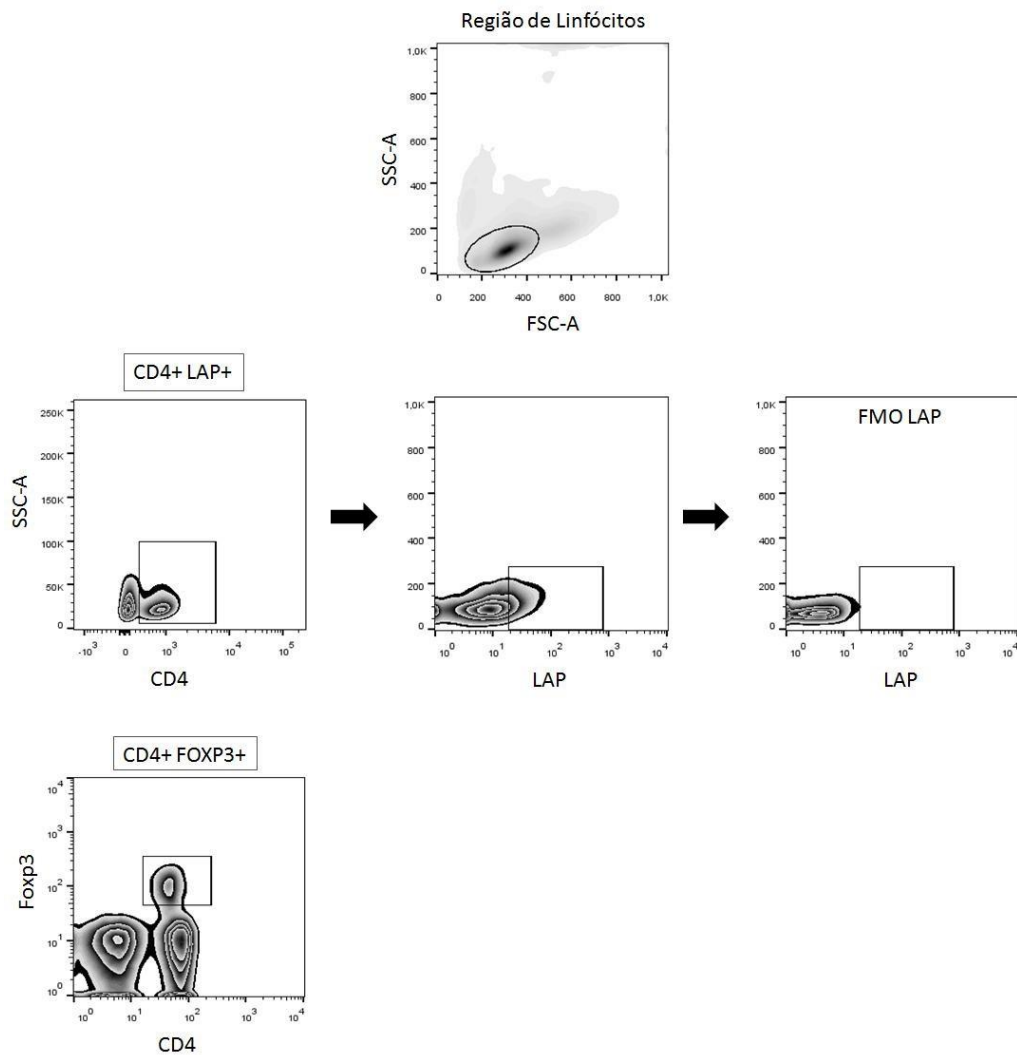 Região de Linfócitos
1,0K
800
600
400
200
0
SSC-A
0 200 400 600 800 1,0K
FSC-A
CD4+ LAP+
250K
200K
150K
100K
50K
0
SSC-A
-10³ 0 10³ 10⁴ 10⁵
CD4
1,0K
800
600
400
200
0
10⁰ 10¹ 10² 10³ 10⁴
LAP
FMO LAP
1,0K
800
600
400
200
0
10⁰ 10¹ 10² 10³ 10⁴
LAP
CD4+ FOXP3+
10⁴
10³
10²
10¹
10⁰
Foxp3
10⁰ 10¹ 10² 10³ 10⁴
CD4